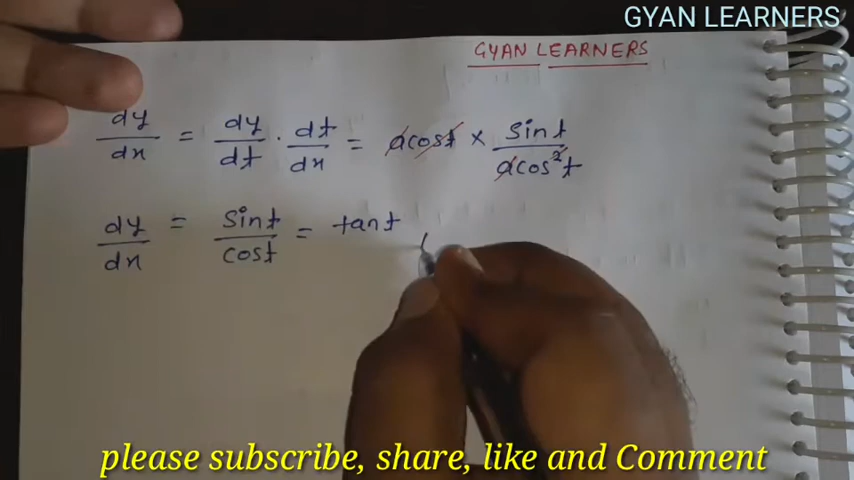 GYAN LEARNERS
GYAN LEARNERS
dy/dx = dy/dt · dt/dx = acost × sint/acos²t
dy/dx = sint/cost = tant
please subscribe, share, like and Comment